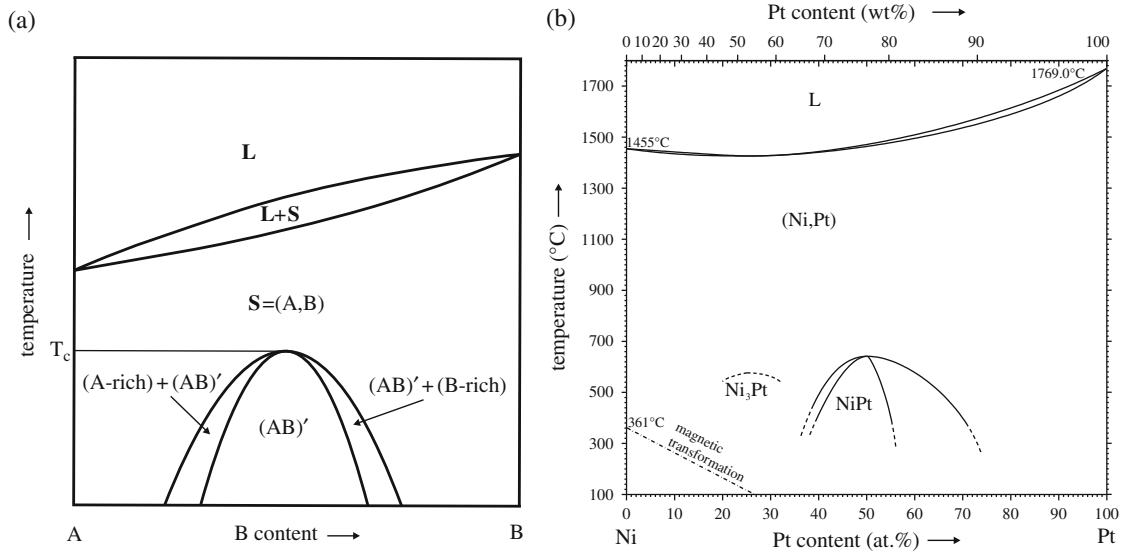 (a)
L
L+S
S=(A,B)
T_c
(A-rich) + (AB)′
(AB)′ + (B-rich)
(AB)′
temperature ⟶
A
B content ⟶
B
(b)
Pt content (wt%) ⟶
0 10 20 30 40 50 60 70 80 90 100
1769.0°C
L
1455°C
(Ni,Pt)
Ni₃Pt
NiPt
361°C
magnetic
transformation
1700
1500
1300
1100
900
700
500
300
100
temperature (°C) ⟶
0 10 20 30 40 50 60 70 80 90 100
Ni
Pt content (at.%) ⟶
Pt